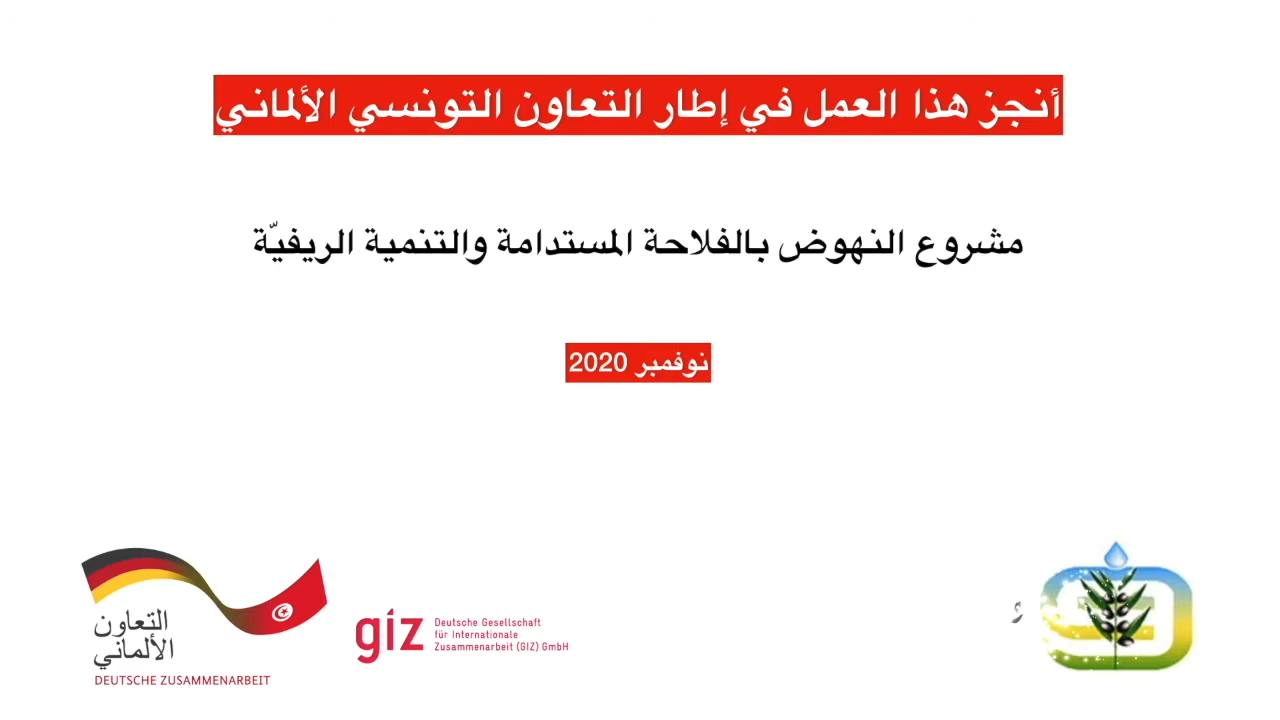 أنجز هذا العمل في إطار التعاون التونسي الألماني
مشروع النهوض بالفلاحة المستدامة والتنمية الريفيّة
نوفمبر 2020
التعاون
الألماني
DEUTSCHE ZUSAMMENARBEIT
giz
Deutsche Gesellschaft
für Internationale
Zusammenarbeit (GIZ) GmbH